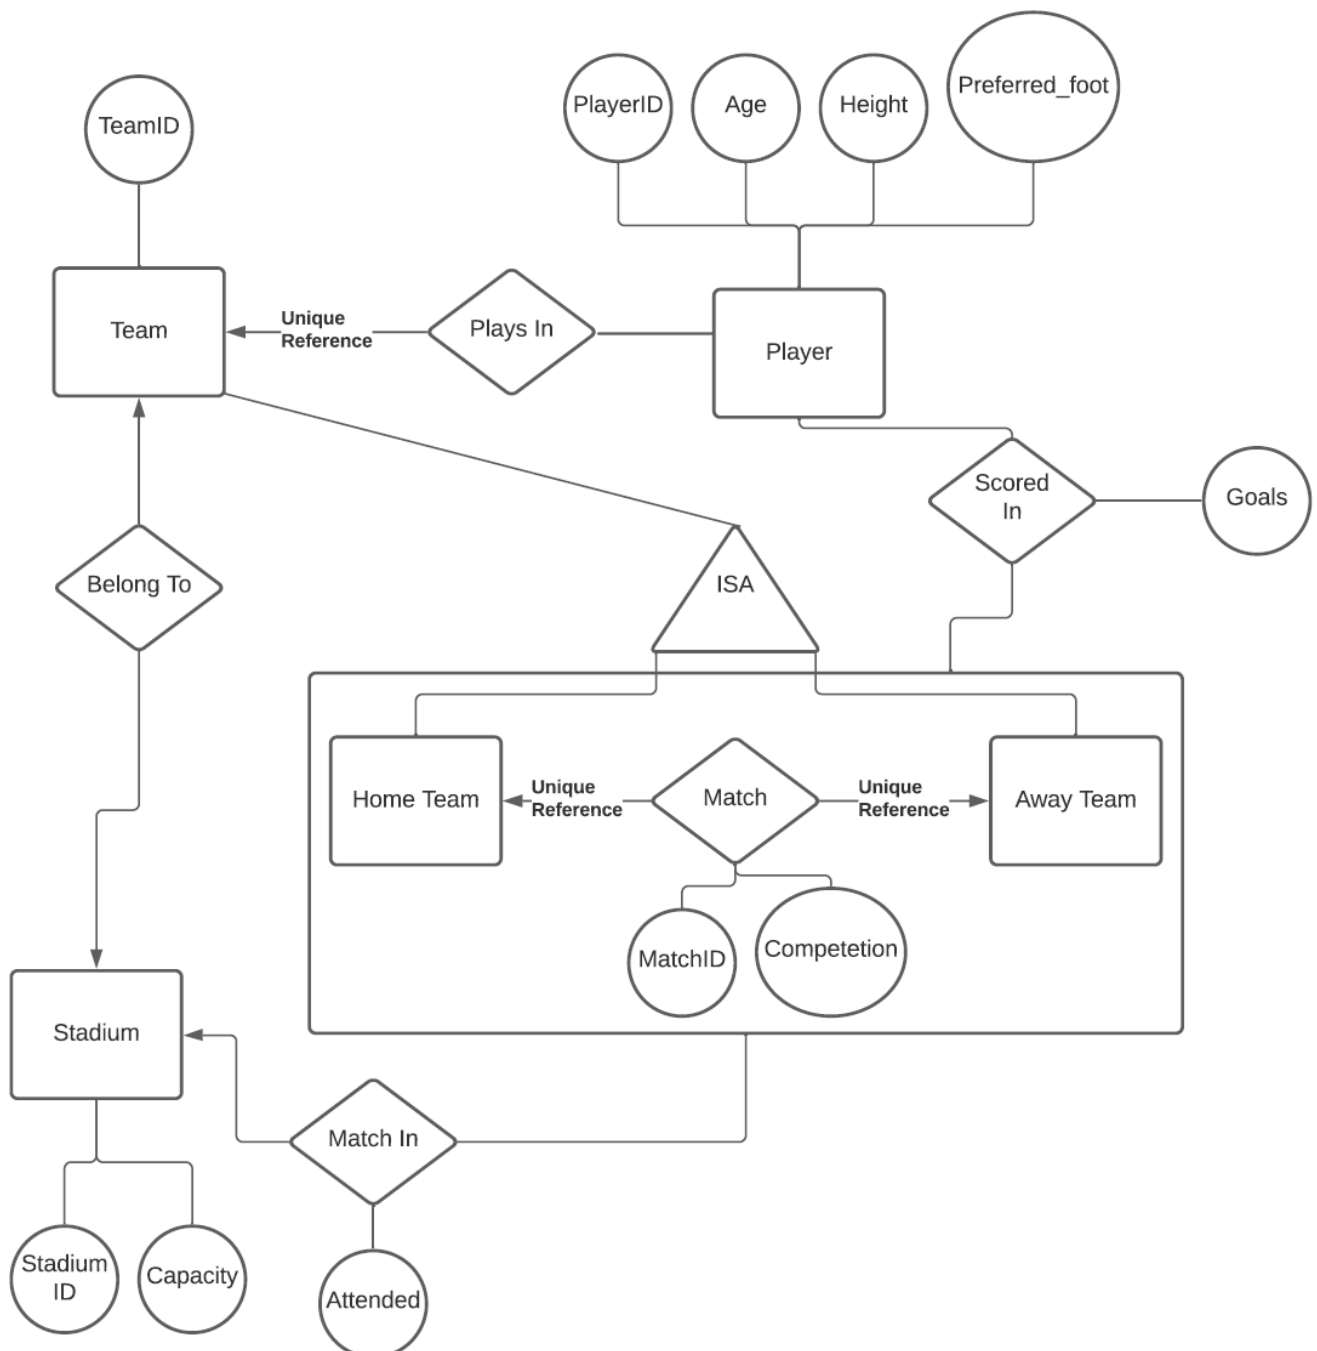 PlayerID
Age
Height
Preferred_foot
TeamID
Team
Unique
Reference
Plays In
Player
Scored
In
Goals
Belong To
ISA
Home Team
Unique
Reference
Match
Unique
Reference
Away Team
MatchID
Competetion
Stadium
Match In
Stadium
ID
Capacity
Attended